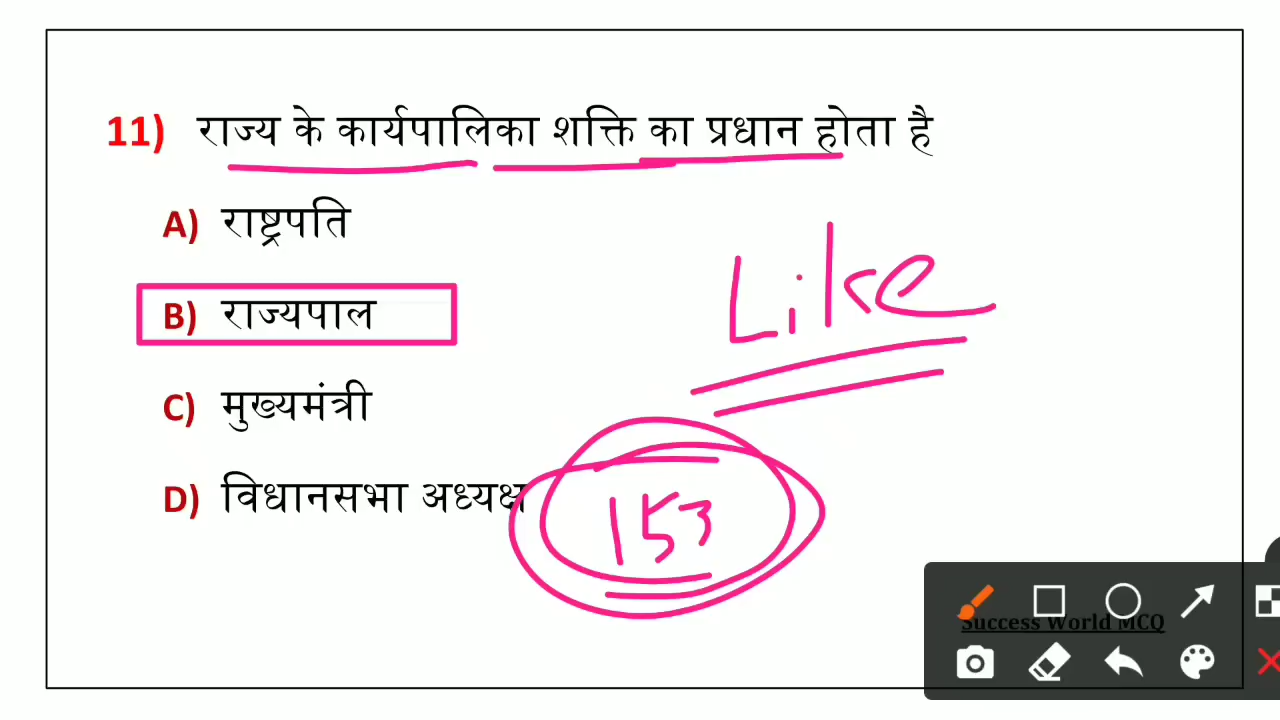 11) राज्य के कार्यपालिका शक्ति का प्रधान होता है
A) राष्ट्रपति
B) राज्यपाल
Like
C) मुख्यमंत्री
D) विधानसभा अध्यक्ष
153
Success World MCQ